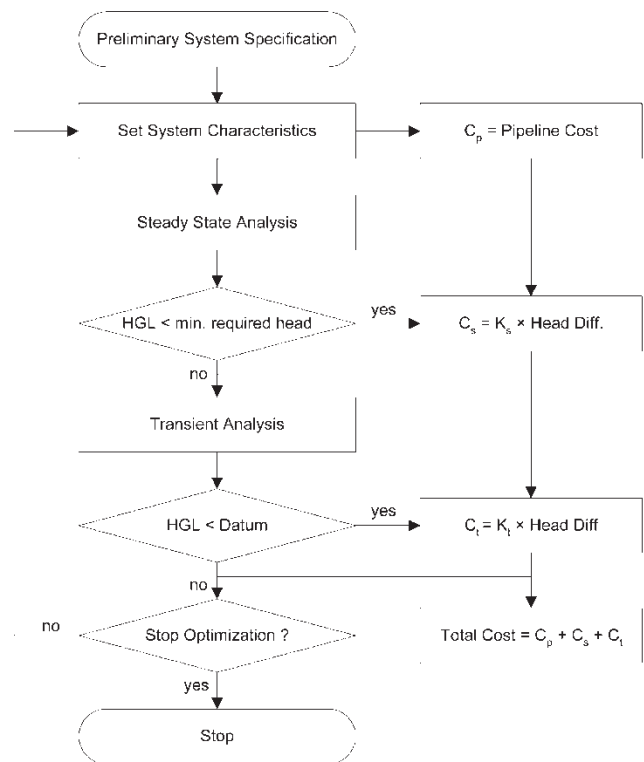 Preliminary System Specification
Set System Characteristics
Cₚ = Pipeline Cost
Steady State Analysis
HGL < min. required head
yes
Cₛ = Kₛ × Head Diff.
no
Transient Analysis
HGL < Datum
yes
Cₜ = Kₜ × Head Diff
no
no
Stop Optimization ?
Total Cost = Cₚ + Cₛ + Cₜ
yes
Stop